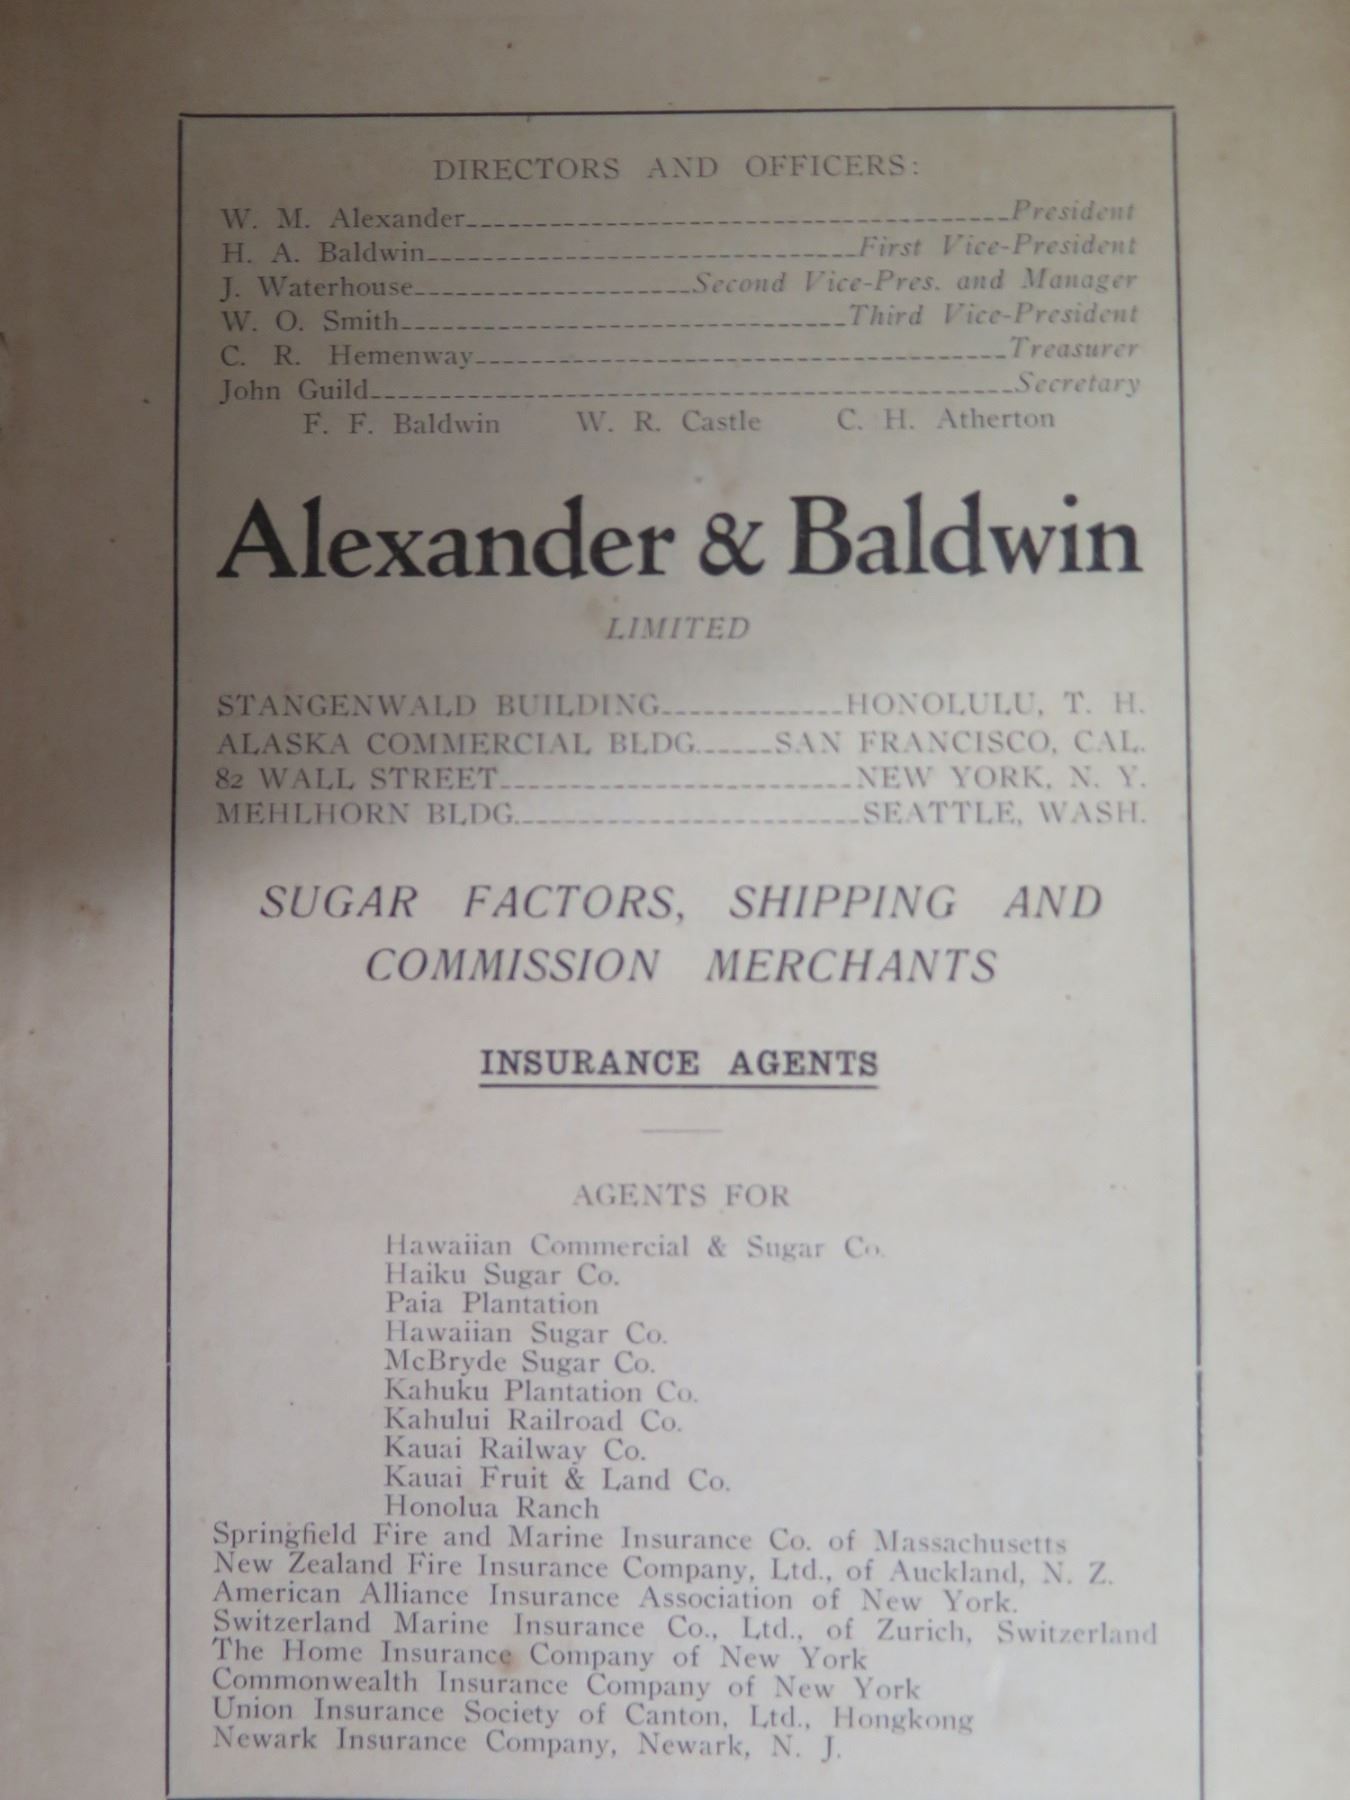 DIRECTORS AND OFFICERS:
W. M. Alexander President
H. A. Baldwin First Vice-President
J. Waterhouse Second Vice-Pres. and Manager
W. O. Smith Third Vice-President
C. R. Hemenway Treasurer
John Guild Secretary
F. F. Baldwin W. R. Castle C. H. Atherton
Alexander & Baldwin
LIMITED
STANGENWALD BUILDING HONOLULU, T. H.
ALASKA COMMERCIAL BLDG. SAN FRANCISCO, CAL.
82 WALL STREET NEW YORK, N. Y.
MEHLHORN BLDG. SEATTLE, WASH.
SUGAR FACTORS, SHIPPING AND
COMMISSION MERCHANTS
INSURANCE AGENTS
AGENTS FOR
Hawaiian Commercial & Sugar Co.
Haiku Sugar Co.
Paia Plantation
Hawaiian Sugar Co.
McBryde Sugar Co.
Kahuku Plantation Co.
Kahului Railroad Co.
Kauai Railway Co.
Kauai Fruit & Land Co.
Honolua Ranch
Springfield Fire and Marine Insurance Co. of Massachusetts
New Zealand Fire Insurance Company, Ltd., of Auckland, N. Z.
American Alliance Insurance Association of New York.
Switzerland Marine Insurance Co., Ltd., of Zurich, Switzerland
The Home Insurance Company of New York
Commonwealth Insurance Company of New York
Union Insurance Society of Canton, Ltd., Hongkong
Newark Insurance Company, Newark, N. J.